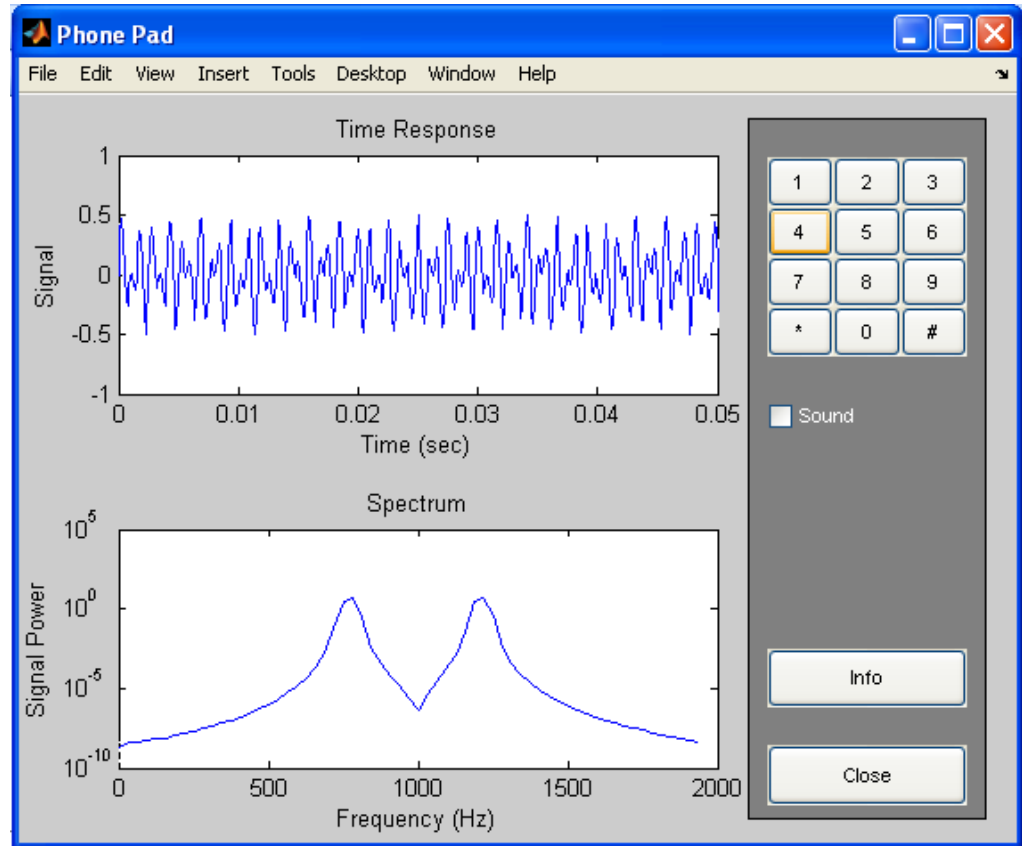 Phone Pad
File Edit View Insert Tools Desktop Window Help
Time Response
1
0.5
0
-0.5
-1
Signal
0 0.01 0.02 0.03 0.04 0.05
Time (sec)
Spectrum
10^5
10^0
10^-5
10^-10
Signal Power
0 500 1000 1500 2000
Frequency (Hz)
1 2 3
4 5 6
7 8 9
* 0 #
Sound
Info
Close